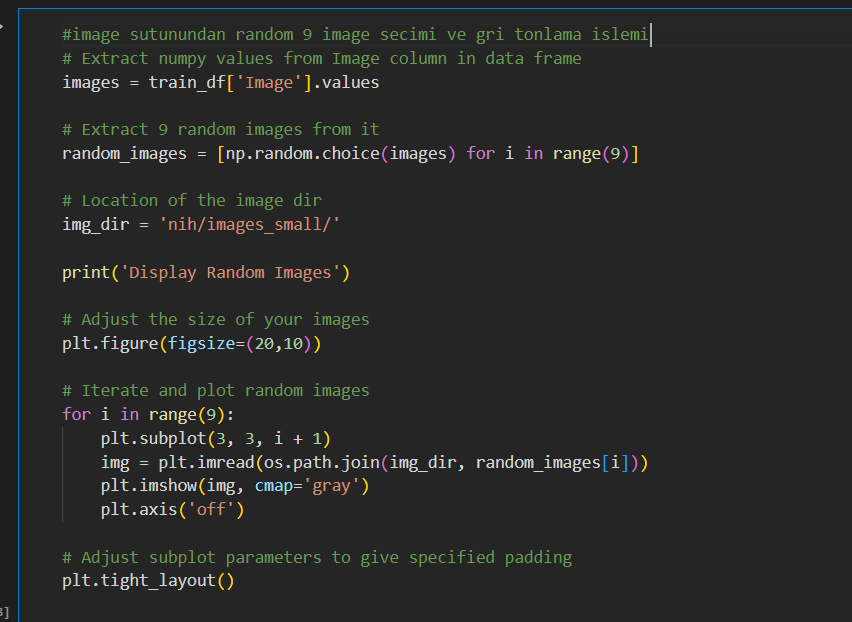 #image sutunundan random 9 image secimi ve gri tonlama islemi
# Extract numpy values from Image column in data frame
images = train_df['Image'].values
# Extract 9 random images from it
random_images = [np.random.choice(images) for i in range(9)]
# Location of the image dir
img_dir = 'nih/images_small/'
print('Display Random Images')
# Adjust the size of your images
plt.figure(figsize=(20,10))
# Iterate and plot random images
for i in range(9):
    plt.subplot(3, 3, i + 1)
    img = plt.imread(os.path.join(img_dir, random_images[i]))
    plt.imshow(img, cmap='gray')
    plt.axis('off')
# Adjust subplot parameters to give specified padding
plt.tight_layout()